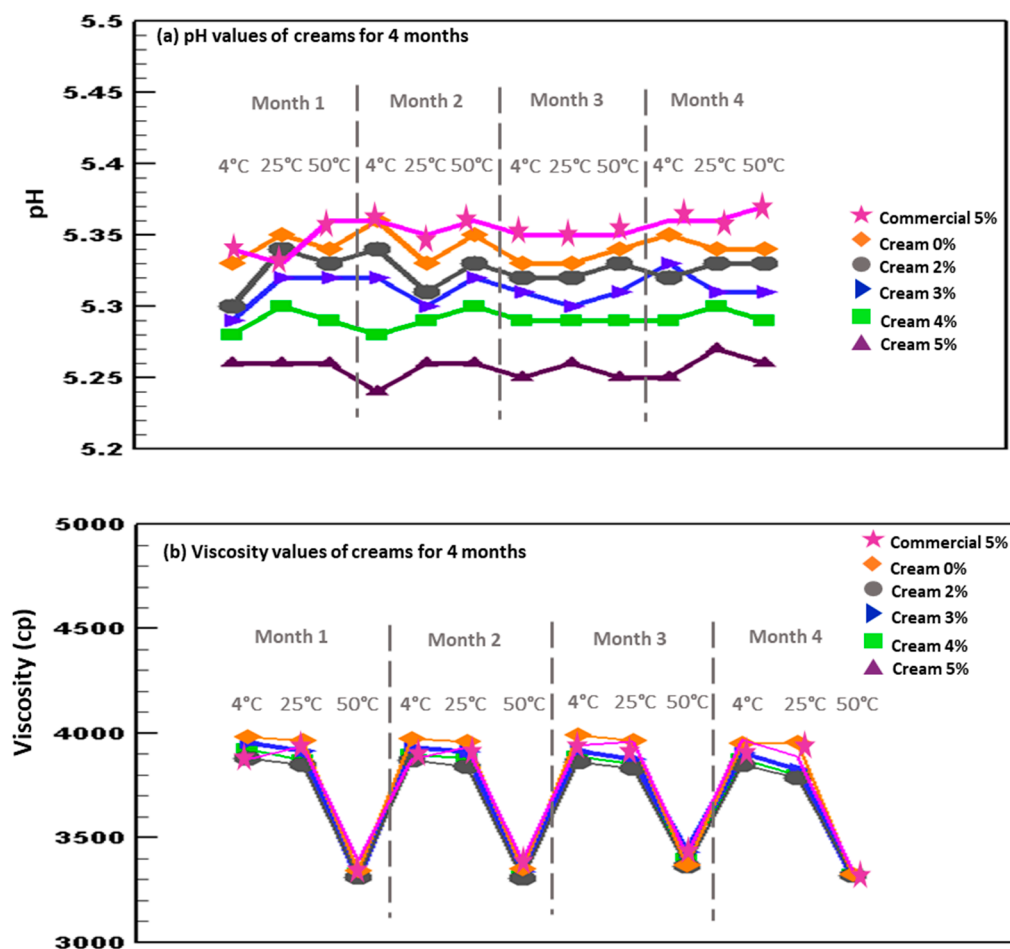 (a) pH values of creams for 4 months
5.5
5.45
5.4
5.35
5.3
5.25
5.2
pH
Month 1
Month 2
Month 3
Month 4
4°C 25°C 50°C 4°C 25°C 50°C 4°C 25°C 50°C 4°C 25°C 50°C
Commercial 5%
Cream 0%
Cream 2%
Cream 3%
Cream 4%
Cream 5%
(b) Viscosity values of creams for 4 months
5000
4500
4000
3500
3000
Viscosity (cp)
Month 1
Month 2
Month 3
Month 4
4°C 25°C 50°C 4°C 25°C 50°C 4°C 25°C 50°C 4°C 25°C 50°C
Commercial 5%
Cream 0%
Cream 2%
Cream 3%
Cream 4%
Cream 5%